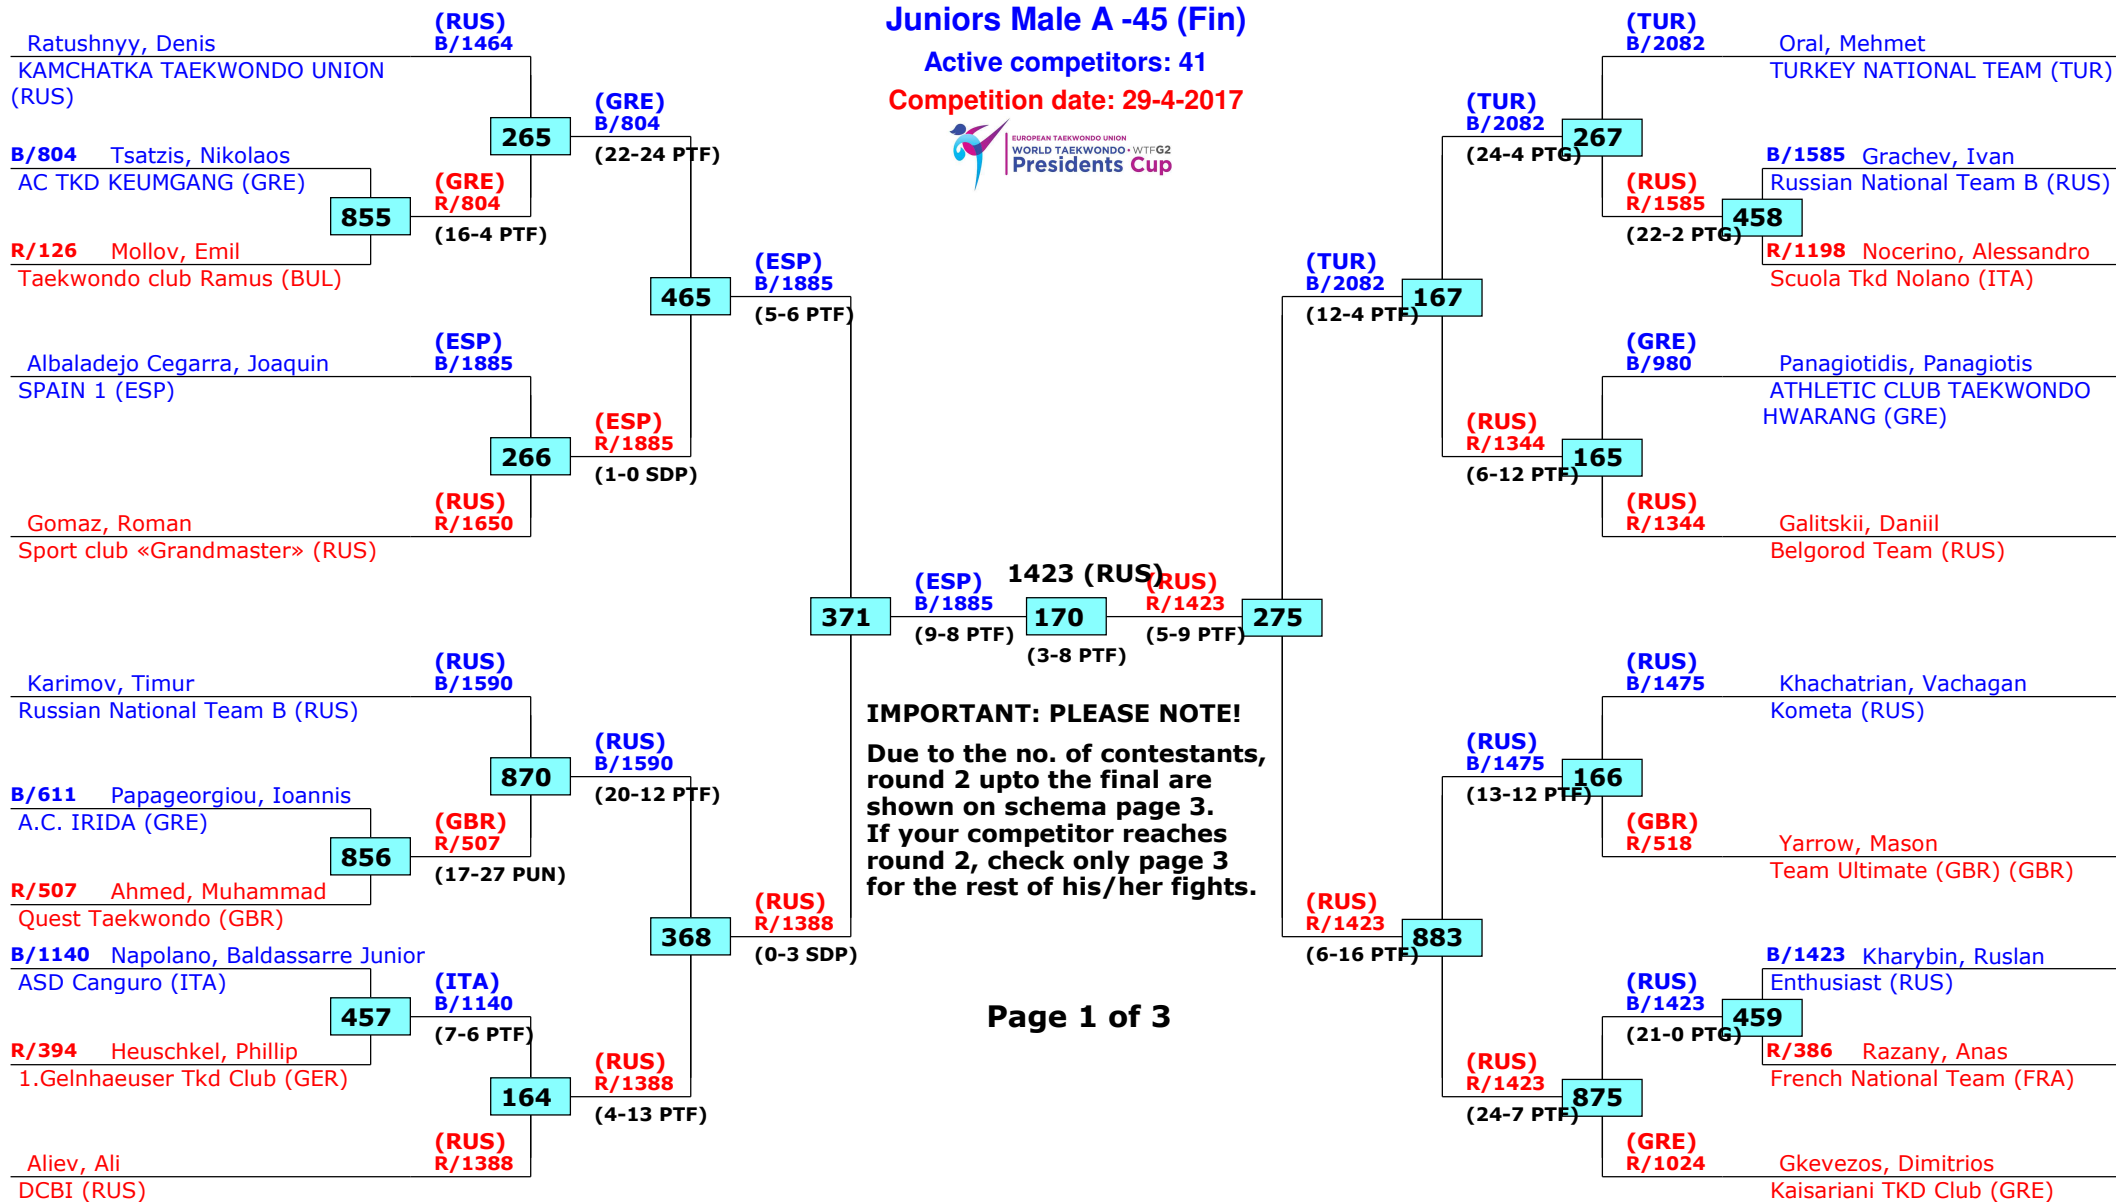 Juniors Male A -45 (Fin)
Active competitors: 41
Competition date: 29-4-2017
EUROPEAN TAEKWONDO UNION
WORLD TAEKWONDO • WTFG2
Presidents Cup
Ratushnyy, Denis
(RUS)
B/1464
KAMCHATKA TAEKWONDO UNION
(RUS)
265
(GRE)
B/804
(22-24 PTF)
B/804 Tsatzis, Nikolaos
AC TKD KEUMGANG (GRE)
855
(GRE)
R/804
(16-4 PTF)
R/126 Mollov, Emil
Taekwondo club Ramus (BUL)
465
(ESP)
B/1885
(5-6 PTF)
Albaladejo Cegarra, Joaquin
(ESP)
B/1885
SPAIN 1 (ESP)
266
(ESP)
R/1885
(1-0 SDP)
Gomaz, Roman
(RUS)
R/1650
Sport club «Grandmaster» (RUS)
371
(ESP)
B/1885
(9-8 PTF)
1423 (RUS)
170
(3-8 PTF)
(RUS)
R/1423
(5-9 PTF)
275
Karimov, Timur
(RUS)
B/1590
Russian National Team B (RUS)
870
(RUS)
B/1590
(20-12 PTF)
B/611 Papageorgiou, Ioannis
A.C. IRIDA (GRE)
856
(GBR)
R/507
(17-27 PUN)
R/507 Ahmed, Muhammad
Quest Taekwondo (GBR)
368
(RUS)
R/1388
(0-3 SDP)
B/1140 Napolano, Baldassarre Junior
ASD Canguro (ITA)
457
(ITA)
B/1140
(7-6 PTF)
R/394 Heuschkel, Phillip
1.Gelnhaeuser Tkd Club (GER)
164
(RUS)
R/1388
(4-13 PTF)
Aliev, Ali
(RUS)
R/1388
DCBI (RUS)
IMPORTANT: PLEASE NOTE!
Due to the no. of contestants,
round 2 upto the final are
shown on schema page 3.
If your competitor reaches
round 2, check only page 3
for the rest of his/her fights.
Page 1 of 3
(TUR)
B/2082
Oral, Mehmet
TURKEY NATIONAL TEAM (TUR)
(TUR)
B/2082
(24-4 PTG)
267
B/1585 Grachev, Ivan
Russian National Team B (RUS)
(RUS)
R/1585
(22-2 PTG)
458
R/1198 Nocerino, Alessandro
Scuola Tkd Nolano (ITA)
(TUR)
B/2082
(12-4 PTF)
167
(GRE)
B/980
Panagiotidis, Panagiotis
ATHLETIC CLUB TAEKWONDO
HWARANG (GRE)
(RUS)
R/1344
(6-12 PTF)
165
(RUS)
R/1344
Galitskii, Daniil
Belgorod Team (RUS)
(RUS)
B/1475
Khachatrian, Vachagan
Kometa (RUS)
(RUS)
B/1475
(13-12 PTF)
166
(GBR)
R/518
Yarrow, Mason
Team Ultimate (GBR) (GBR)
(RUS)
R/1423
(6-16 PTF)
883
B/1423 Kharybin, Ruslan
Enthusiast (RUS)
(RUS)
B/1423
(21-0 PTG)
459
R/386 Razany, Anas
French National Team (FRA)
(RUS)
R/1423
(24-7 PTF)
875
(GRE)
R/1024
Gkevezos, Dimitrios
Kaisariani TKD Club (GRE)